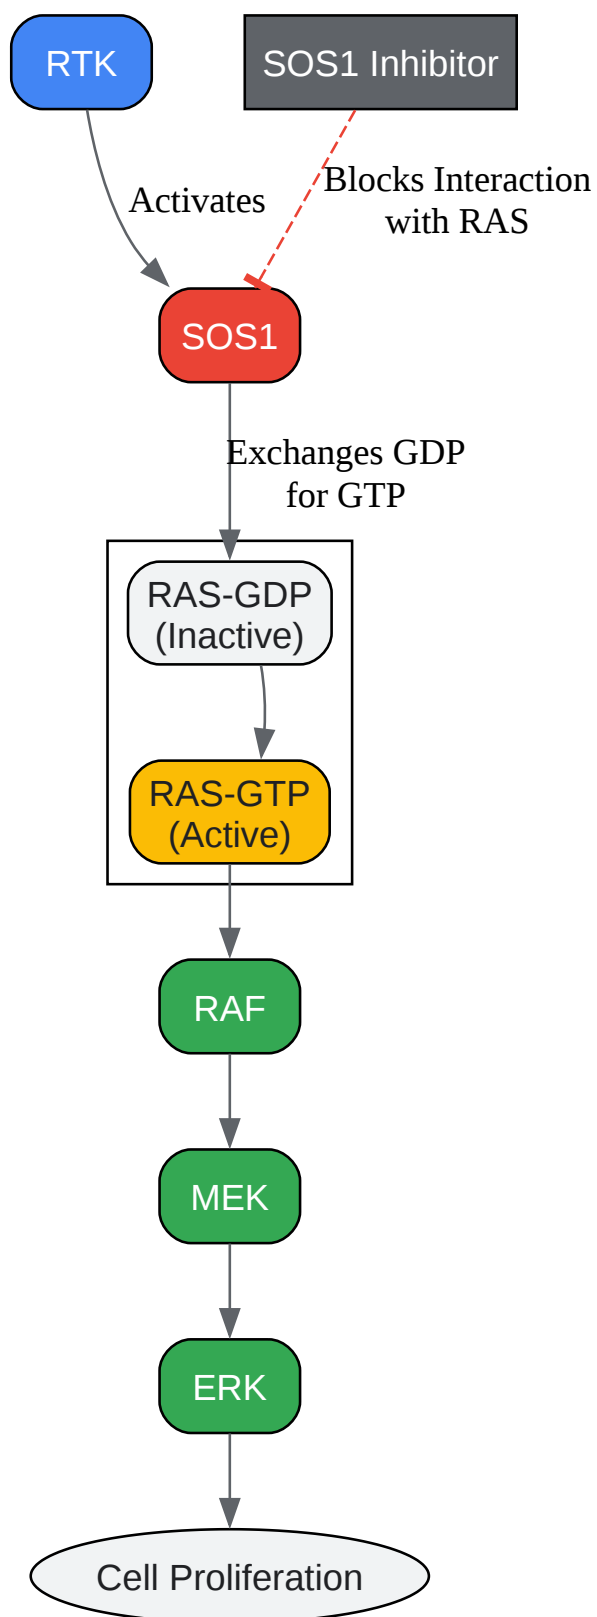 RTK
SOS1 Inhibitor
Activates
Blocks Interaction
with RAS
SOS1
Exchanges GDP
for GTP
RAS-GDP
(Inactive)
RAS-GTP
(Active)
RAF
MEK
ERK
Cell Proliferation